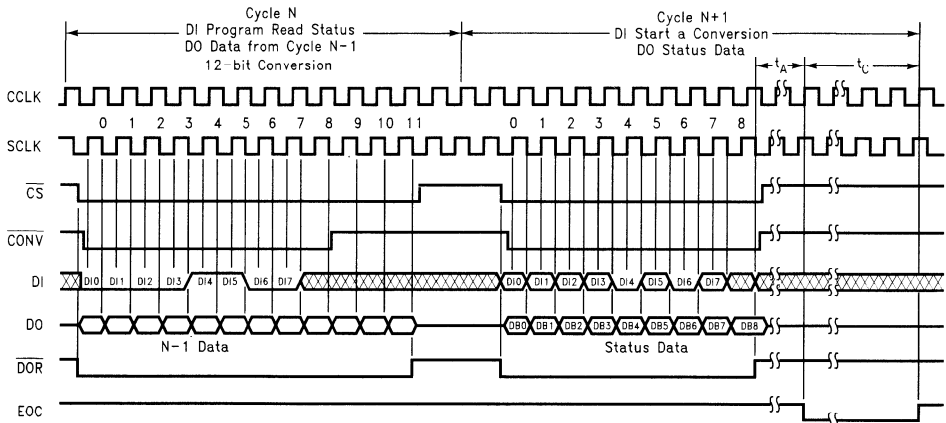 Cycle N
DI Program Read Status
DO Data from Cycle N-1
12-bit Conversion
Cycle N+1
DI Start a Conversion
DO Status Data
tA
tC
CCLK
0 1 2 3 4 5 6 7 8 9 10 11 0 1 2 3 4 5 6 7 8
SCLK
CS
CONV
DI DI0 DI1 DI2 DI3 DI4 DI5 DI6 DI7 DI0 DI1 DI2 DI3 DI4 DI5 DI6 DI7
DO DB0 DB1 DB2 DB3 DB4 DB5 DB6 DB7 DB8
N-1 Data Status Data
DOR
EOC